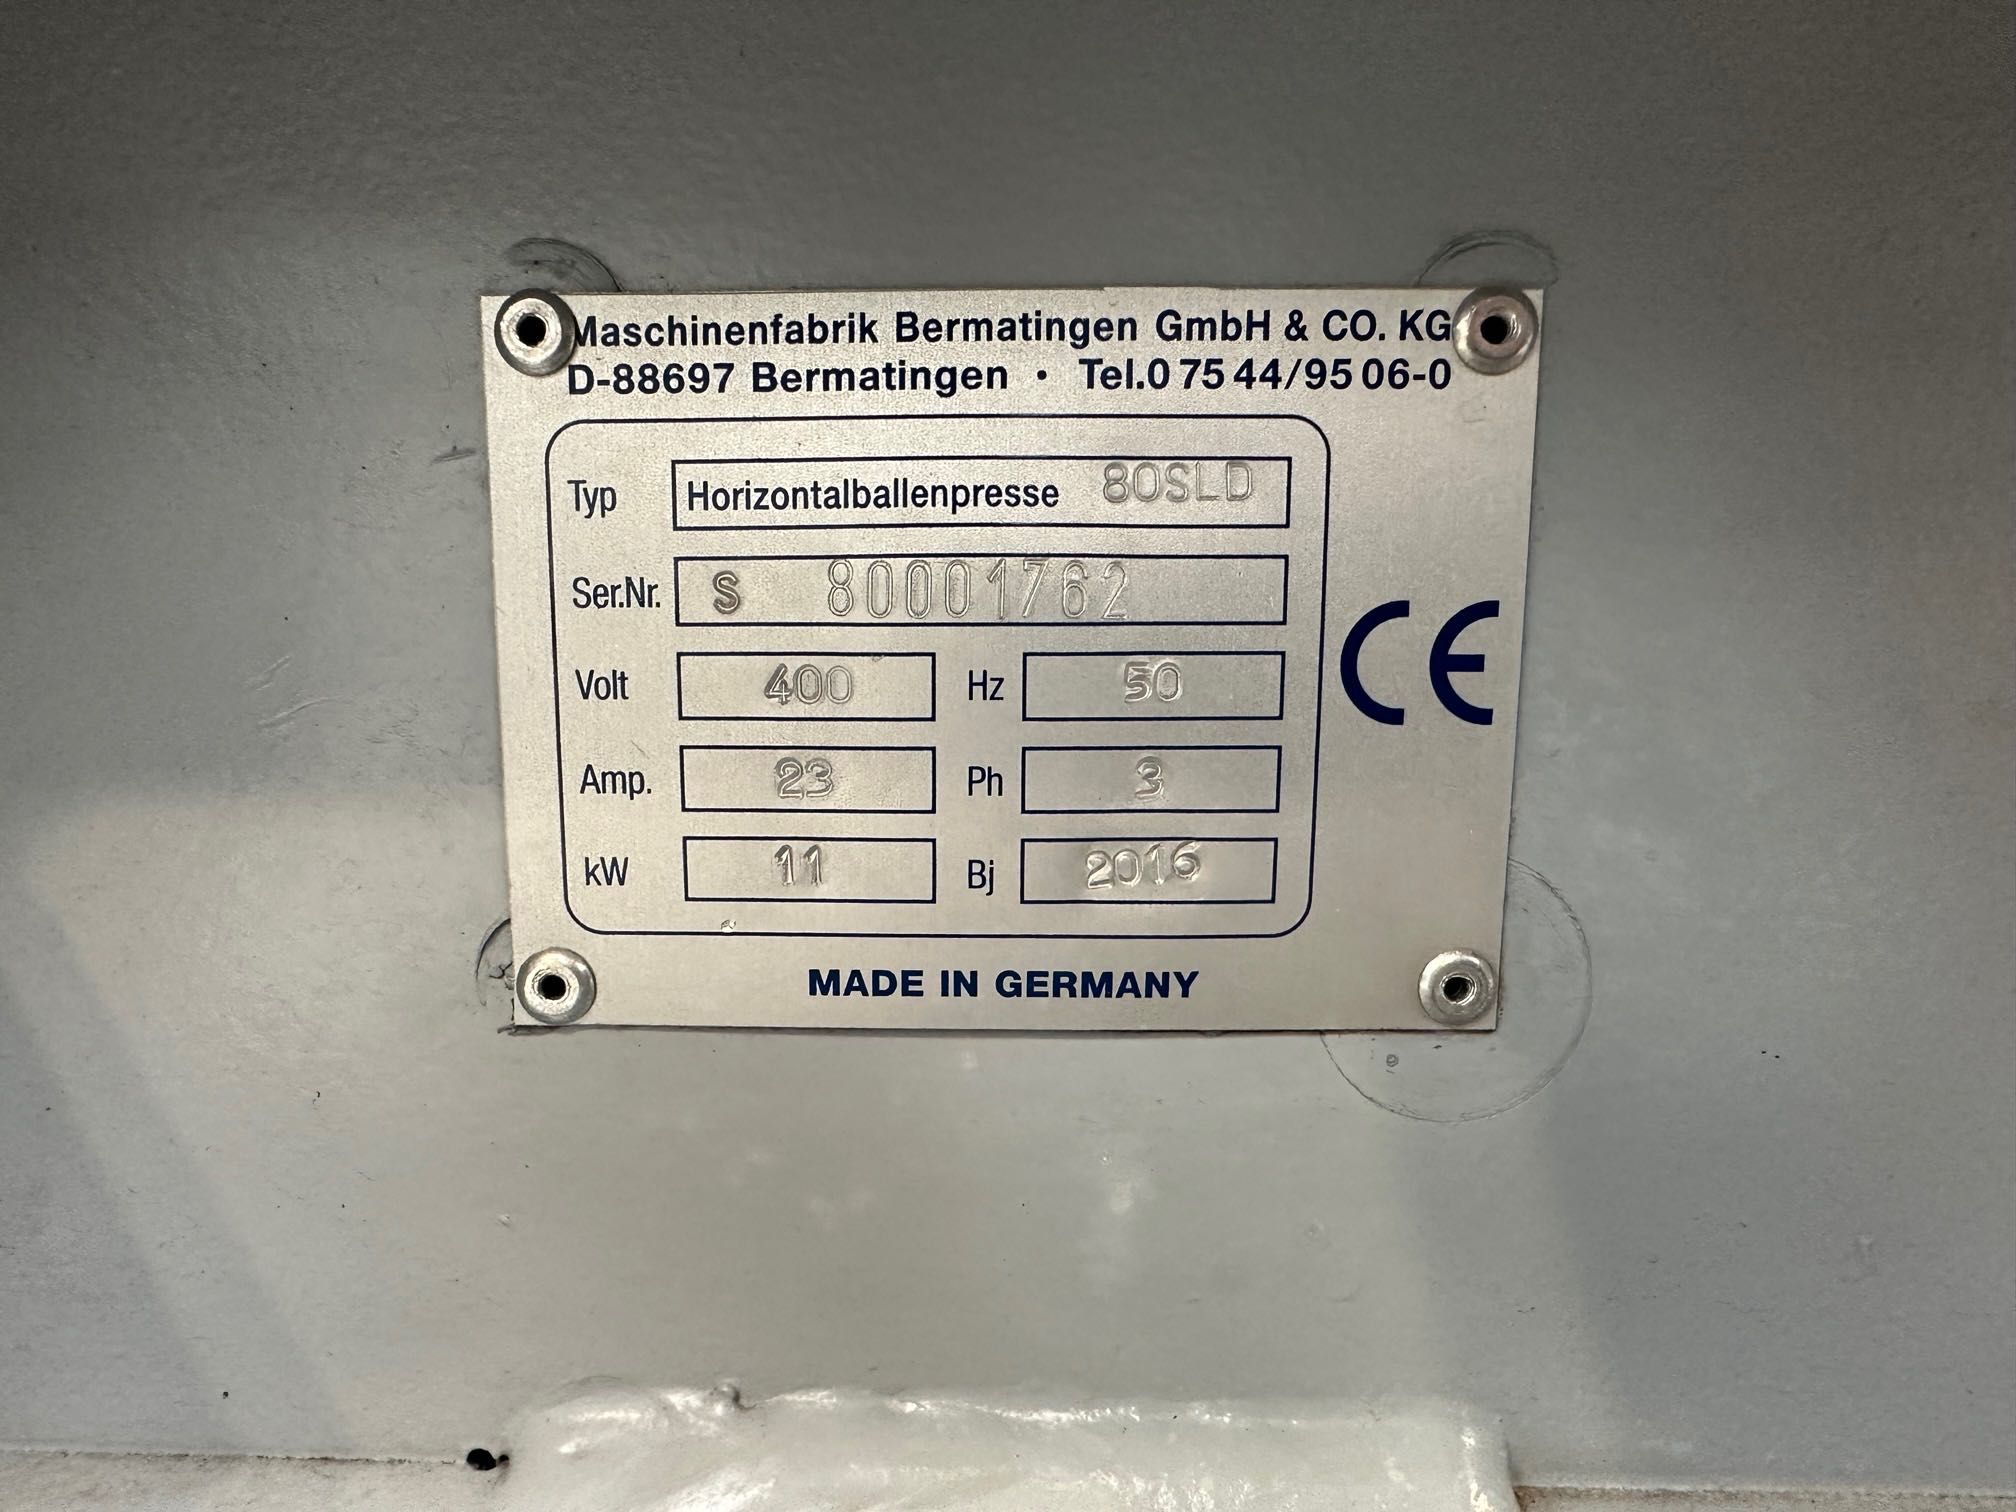 Maschinenfabrik Bermatingen GmbH & CO. KG
D-88697 Bermatingen · Tel.0 75 44/95 06-0
Typ Horizontalballenpresse 80SLD
Ser.Nr. S 80001762
Volt 400 Hz 50
Amp. 23 Ph 3
kW 11 Bj 2016
CE
MADE IN GERMANY